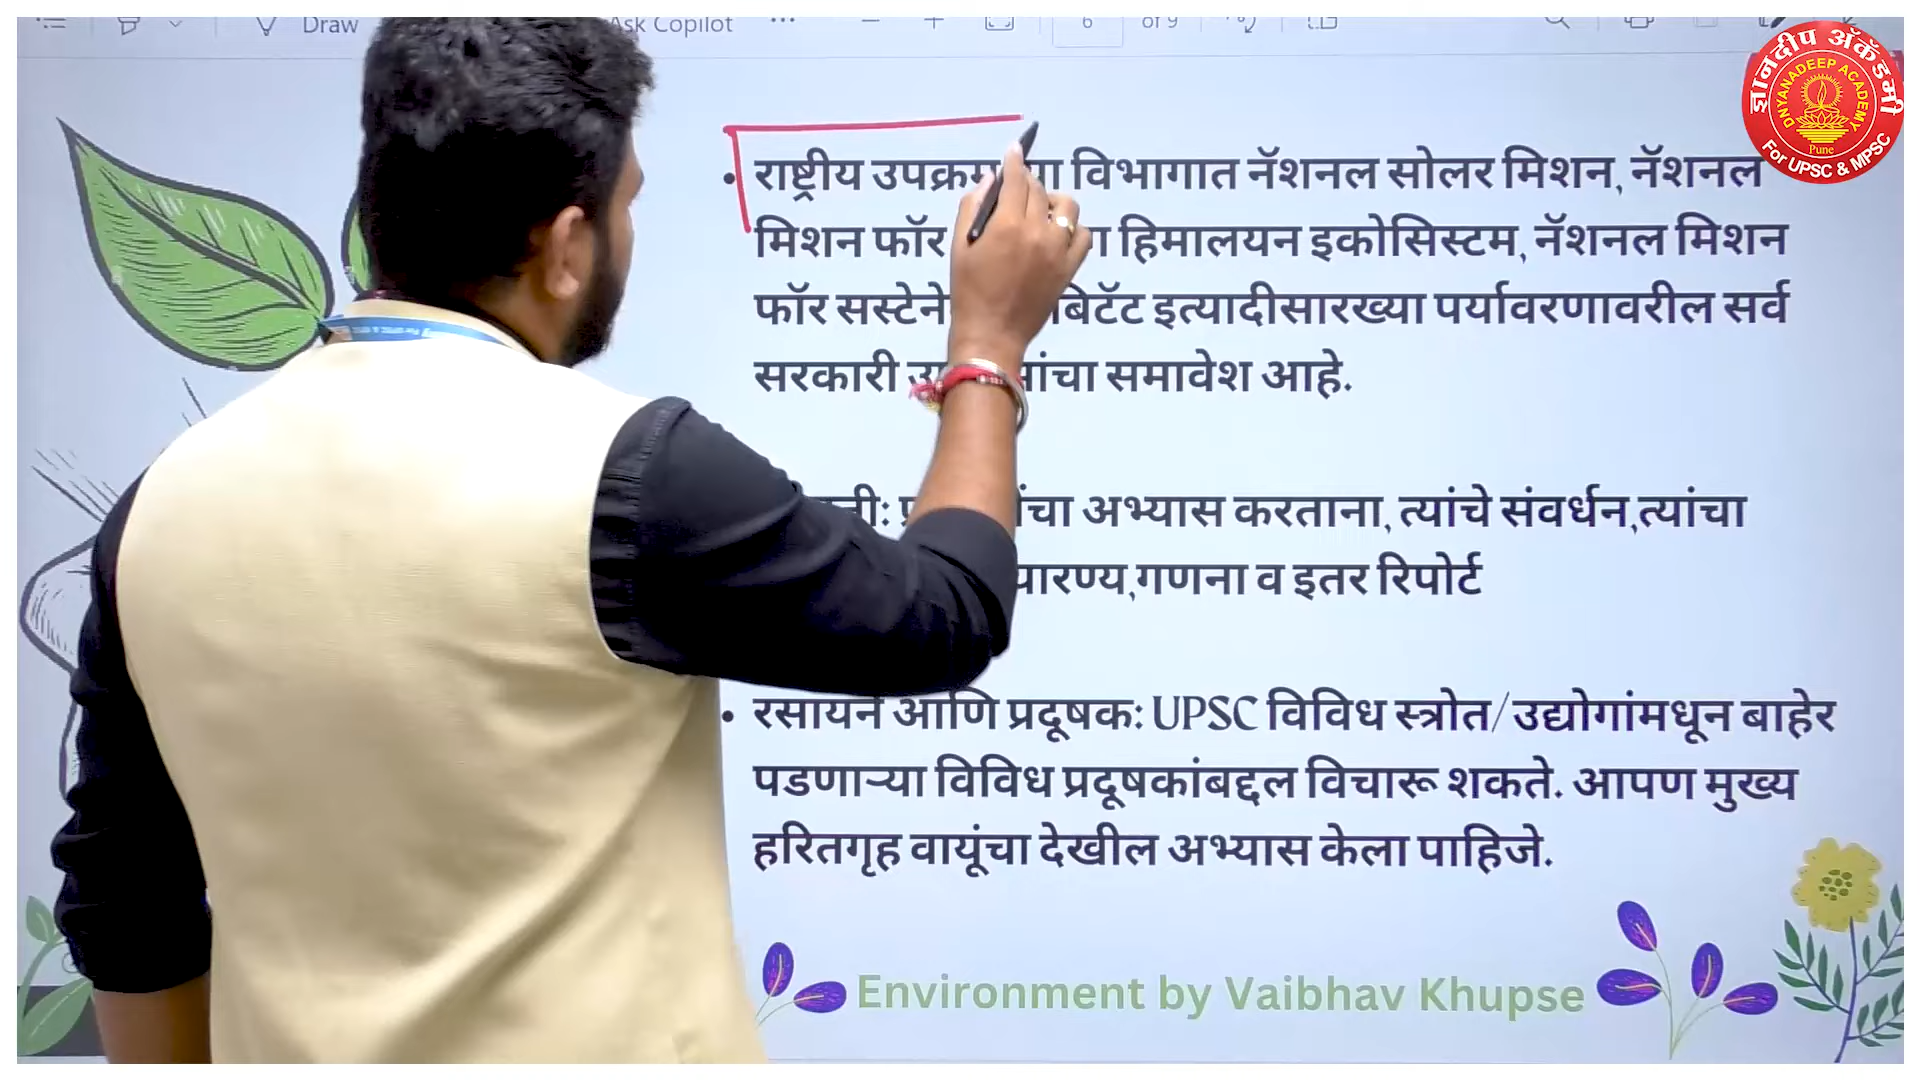 Draw
Ask Copilot
6
of 9
ज्ञानदीप अ‍ॅकॅडमी
DNYANADEEP ACADEMY
Pune
For UPSC & MPSC
राष्ट्रीय विभागात नॅशनल सोलर मिशन, नॅशनल
मिशन फॉर हिमालयन इकोसिस्टम, नॅशनल मिशन
फॉर इत्यादीसारख्या पर्यावरणावरील सर्व
सरकारी समावेश आहे.
अभ्यास करताना, त्यांचे संवर्धन,त्यांचा
गणना व इतर रिपोर्ट
रसायने आणि प्रदूषक: UPSC विविध स्त्रोत/उद्योगांमधून बाहेर
पडणाऱ्या विविध प्रदूषकांबद्दल विचारू शकते. आपण मुख्य
हरितगृह वायूंचा देखील अभ्यास केला पाहिजे.
Environment by Vaibhav Khupse